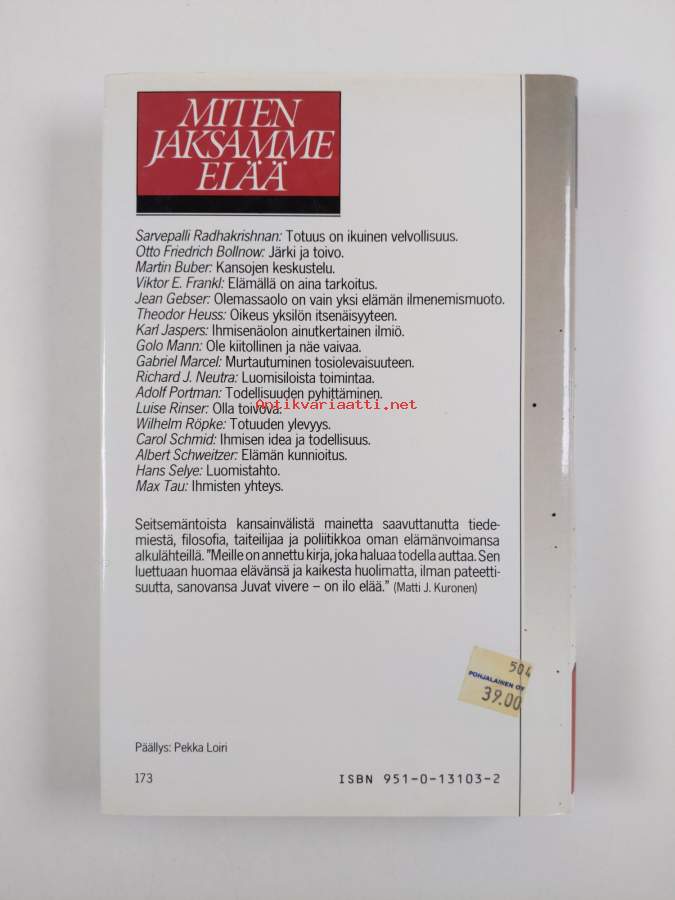 MITEN
JAKSAMME
ELÄÄ
Sarvepalli Radhakrishnan: Totuus on ikuinen velvollisuus.
Otto Friedrich Bollnow: Järki ja toivo.
Martin Buber: Kansojen keskustelu.
Viktor E. Frankl: Elämällä on aina tarkoitus.
Jean Gebser: Olemassaolo on vain yksi elämän ilmenemismuoto.
Theodor Heuss: Oikeus yksilön itsenäisyyteen.
Karl Jaspers: Ihmisenäolon ainutkertainen ilmiö.
Golo Mann: Ole kiitollinen ja näe vaivaa.
Gabriel Marcel: Murtautuminen tosiolevaisuuteen.
Richard J. Neutra: Luomisiloista toimintaa.
Adolf Portman: Todellisuuden pyhittäminen.
Luise Rinser: Olla toivova.
Antikvariaatti.net
Wilhelm Röpke: Totuuden ylevyys.
Carol Schmid: Ihmisen idea ja todellisuus.
Albert Schweitzer: Elämän kunnioitus.
Hans Selye: Luomistahto.
Max Tau: Ihmisten yhteys.
Seitsemäntoista kansainvälistä mainetta saavuttanutta tiede-
miestä, filosofia, taiteilijaa ja poliitikkoa oman elämänvoimansa
alkulähteillä. "Meille on annettu kirja, joka haluaa todella auttaa. Sen
luettuaan huomaa elävänsä ja kaikesta huolimatta, ilman pateetti-
suutta, sanovansa Juvat vivere – on ilo elää." (Matti J. Kuronen)
504
POHJALAINEN OY
39.00
Päällys: Pekka Loiri
173
ISBN 951-0-13103-2